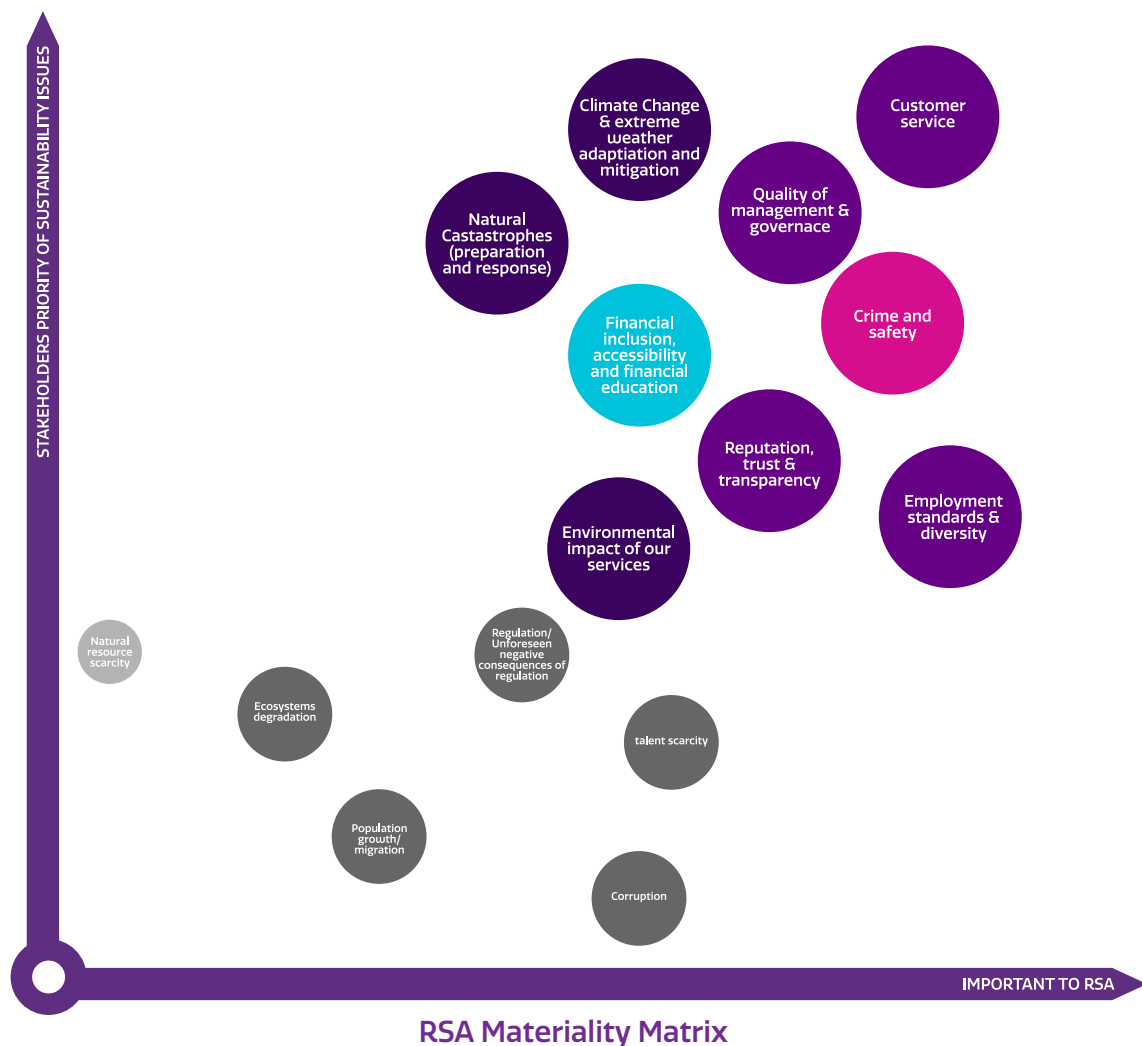 STAKEHOLDERS PRIORITY OF SUSTAINABILITY ISSUES
Climate Change
& extreme
weather
adaptiation and
mitigation
Customer
service
Quality of
management &
governace
Natural
Castastrophes
(preparation
and response)
Crime and
safety
Financial
inclusion,
accessibility
and financial
education
Reputation,
trust &
transparency
Employment
standards &
diversity
Environmental
impact of our
services
Natural
resource
scarcity
Regulation/
Unforeseen
negative
consequences of
regulation
Ecosystems
degradation
talent scarcity
Population
growth/
migration
Corruption
IMPORTANT TO RSA
RSA Materiality Matrix